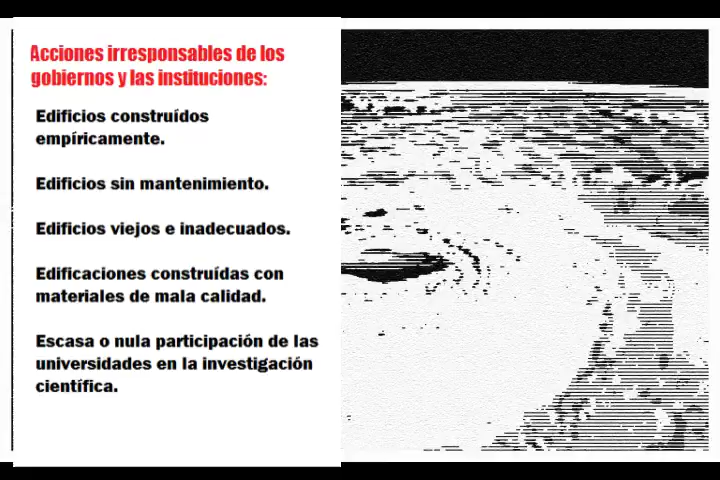 Acciones irresponsables de los
gobiernos y las instituciones:
Edificios construídos
empíricamente.
Edificios sin mantenimiento.
Edificios viejos e inadecuados.
Edificaciones construídas con
materiales de mala calidad.
Escasa o nula participación de las
universidades en la investigación
científica.